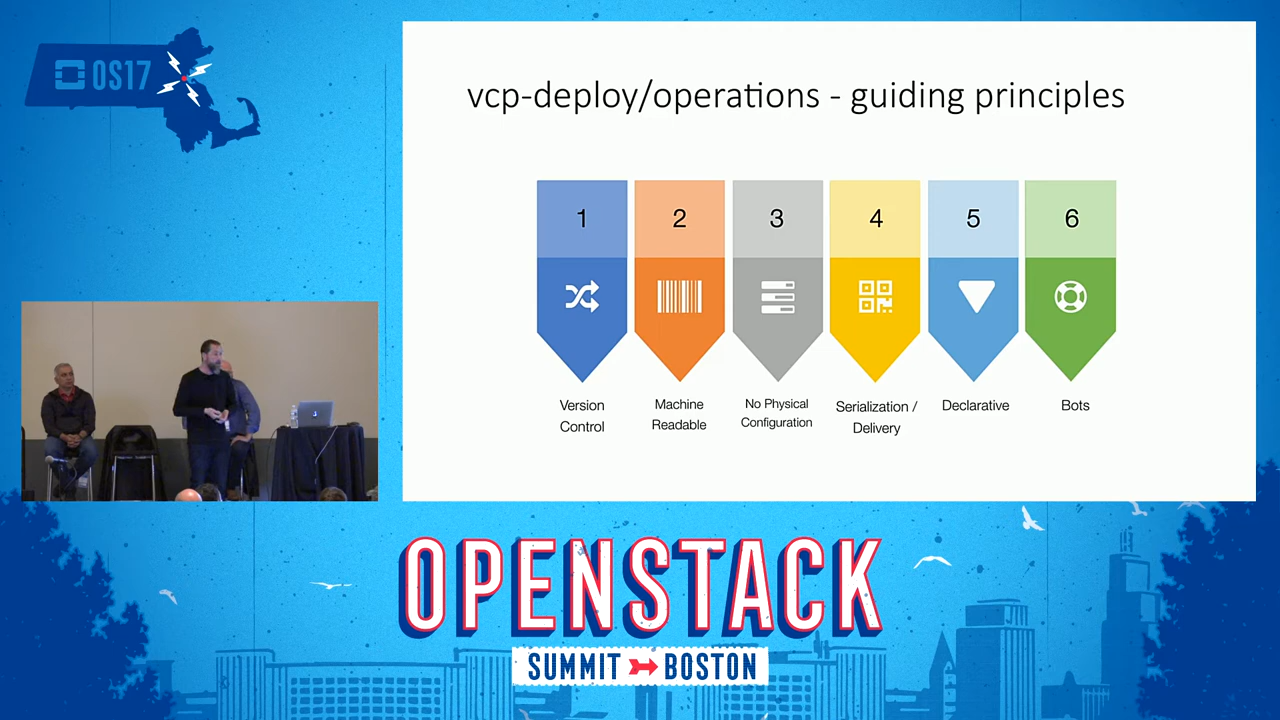 OS17
vcp-deploy/operations - guiding principles
1
2
3
4
5
6
Version
Control
Machine
Readable
No Physical
Configuration
Serialization /
Delivery
Declarative
Bots
OPENSTACK
SUMMIT BOSTON